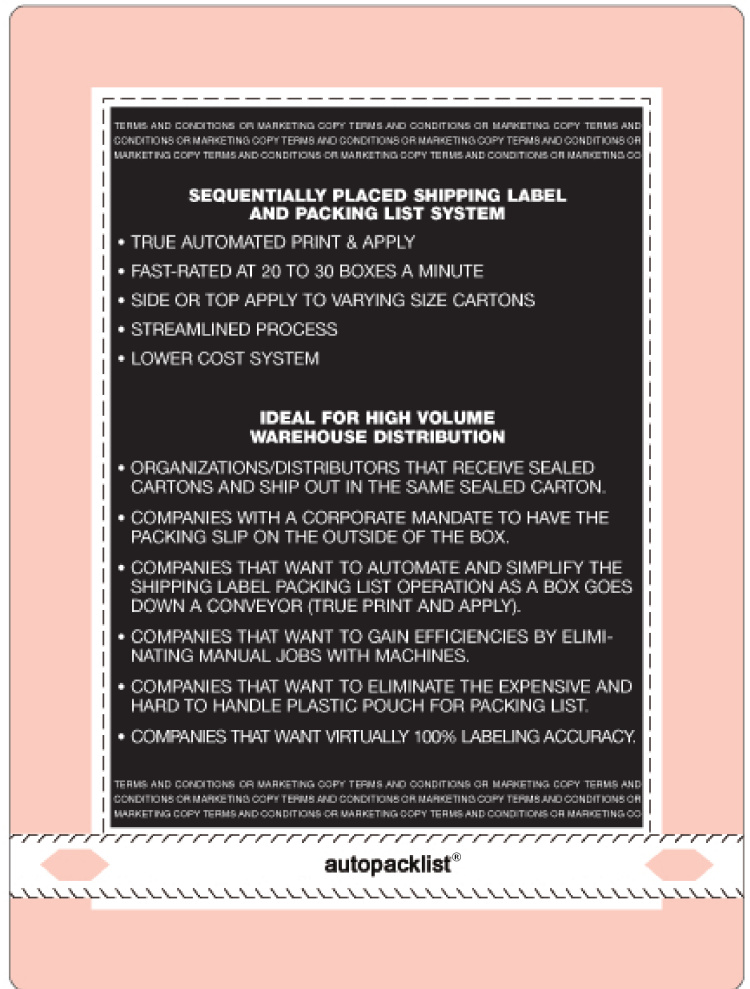 TERMS AND CONDITIONS OR MARKETING COPY TERMS AND CONDITIONS OR MARKETING COPY TERMS AND
CONDITIONS OR MARKETING COPY TERMS AND CONDITIONS OR MARKETING COPY TERMS AND CONDITIONS OR
MARKETING COPY TERMS AND CONDITIONS OR MARKETING COPY TERMS AND CONDITIONS OR MARKETING CO
SEQUENTIALLY PLACED SHIPPING LABEL
AND PACKING LIST SYSTEM
• TRUE AUTOMATED PRINT & APPLY
• FAST-RATED AT 20 TO 30 BOXES A MINUTE
• SIDE OR TOP APPLY TO VARYING SIZE CARTONS
• STREAMLINED PROCESS
• LOWER COST SYSTEM
IDEAL FOR HIGH VOLUME
WAREHOUSE DISTRIBUTION
• ORGANIZATIONS/DISTRIBUTORS THAT RECEIVE SEALED
CARTONS AND SHIP OUT IN THE SAME SEALED CARTON.
• COMPANIES WITH A CORPORATE MANDATE TO HAVE THE
PACKING SLIP ON THE OUTSIDE OF THE BOX.
• COMPANIES THAT WANT TO AUTOMATE AND SIMPLIFY THE
SHIPPING LABEL PACKING LIST OPERATION AS A BOX GOES
DOWN A CONVEYOR (TRUE PRINT AND APPLY).
• COMPANIES THAT WANT TO GAIN EFFICIENCIES BY ELIMI-
NATING MANUAL JOBS WITH MACHINES.
• COMPANIES THAT WANT TO ELIMINATE THE EXPENSIVE AND
HARD TO HANDLE PLASTIC POUCH FOR PACKING LIST.
• COMPANIES THAT WANT VIRTUALLY 100% LABELING ACCURACY.
TERMS AND CONDITIONS OR MARKETING COPY TERMS AND CONDITIONS OR MARKETING COPY TERMS AND
CONDITIONS OR MARKETING COPY TERMS AND CONDITIONS OR MARKETING COPY TERMS AND CONDITIONS OR
MARKETING COPY TERMS AND CONDITIONS OR MARKETING COPY TERMS AND CONDITIONS OR MARKETING CO
autopacklist®